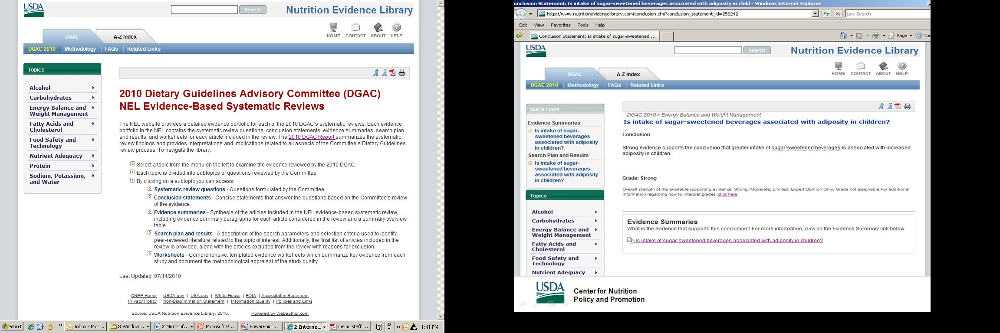 USDA
Search
Nutrition Evidence Library
HOME CONTACT ABOUT HELP
DGAC A-Z Index
DGAC 2010 Methodology FAQs Related Links
Topics
Alcohol
Carbohydrates
Energy Balance and
Weight Management
Fatty Acids and
Cholesterol
Food Safety and
Technology
Nutrient Adequacy
Protein
Sodium, Potassium,
and Water
2010 Dietary Guidelines Advisory Committee (DGAC)
NEL Evidence-Based Systematic Reviews
The NEL website provides a detailed evidence portfolio for each of the 2010 DGAC's systematic reviews. Each evidence
portfolio in the NEL contains the systematic review questions, conclusion statements, evidence summaries, search plan
and results, and worksheets for each article included in the review. The 2010 DGAC Report summarizes the systematic
review findings and provides interpretations and implications related to all aspects of the Committee's Dietary Guidelines
review process. To navigate the library:
Select a topic from the menu on the left to examine the evidence reviewed by the 2010 DGAC.
Each topic is divided into subtopics of questions reviewed by the Committee.
By clicking on a subtopic you can access:
Systematic review questions - Questions formulated by the Committee.
Conclusion statements - Concise statements that answer the questions based on the Committee's review
of the evidence.
Evidence summaries - Synthesis of the articles included in the NEL evidence-based systematic review,
including evidence summary paragraphs for each article considered in the review and a summary overview
table.
Search plan and results - A description of the search parameters and selection criteria used to identify
peer-reviewed literature related to the topic of interest. Additionally, the final list of articles included in the
review is provided, along with the articles excluded from the review with reasons for exclusion.
Worksheets - Comprehensive, templated evidence worksheets which summarize key evidence from each
study and document the methodological appraisal of the study quality.
Last Updated: 07/14/2010
CNPP Home | USDA.gov | USA.gov | White House | FOIA | Accessibility Statement
Privacy Policy | Non-Discrimination Statement | Information Quality | Policies and Links
Source: USDA Nutrition Evidence Library, 2010. Powered by Webauthor.com
Start Inbox - Micr... 3 Window... 2 Microsof... Microsoft P... PowerPoint ... 2 Interne... memo staff ... 1:41 PM
onclusion Statement: Is intake of sugar-sweetened beverages associated with adiposity in child - Windows Internet Explorer
http://www.nutritionevidencelibrary.com/conclusion.cfm?conclusion_statement_id=250242 Live Search
Edit View Favorites Tools Help
Conclusion Statement: Is intake of sugar-sweetened ... Page Too
USDA
Search
Nutrition Evidence Library
HOME CONTACT ABOUT HELP
DGAC A-Z Index
DGAC 2010 Methodology FAQs Related Links
Quick Links
Evidence Summaries
Is intake of sugar-
sweetened beverages
associated with adiposity
in children?
Search Plan and Results
Is intake of sugar-
sweetened beverages
associated with adiposity
in children?
Topics
Alcohol
Carbohydrates
Energy Balance and
Weight Management
Fatty Acids and
Cholesterol
Food Safety and
Technology
Nutrient Adequacy
DGAC 2010 > Energy Balance and Weight Management
Is intake of sugar-sweetened beverages associated with adiposity in children?
Conclusion
Strong evidence supports the conclusion that greater intake of sugar-sweetened beverages is associated with increased
adiposity in children.
Grade: Strong
Overall strength of the available supporting evidence: Strong; Moderate; Limited; Expert Opinion Only; Grade not assignable For additional
information regarding how to interpret grades, click here.
Evidence Summaries
What is the evidence that supports this conclusion? For more information, click on the Evidence Summary link below.
Is intake of sugar-sweetened beverages associated with adiposity in children?
USDA
Center for Nutrition
Policy and Promotion